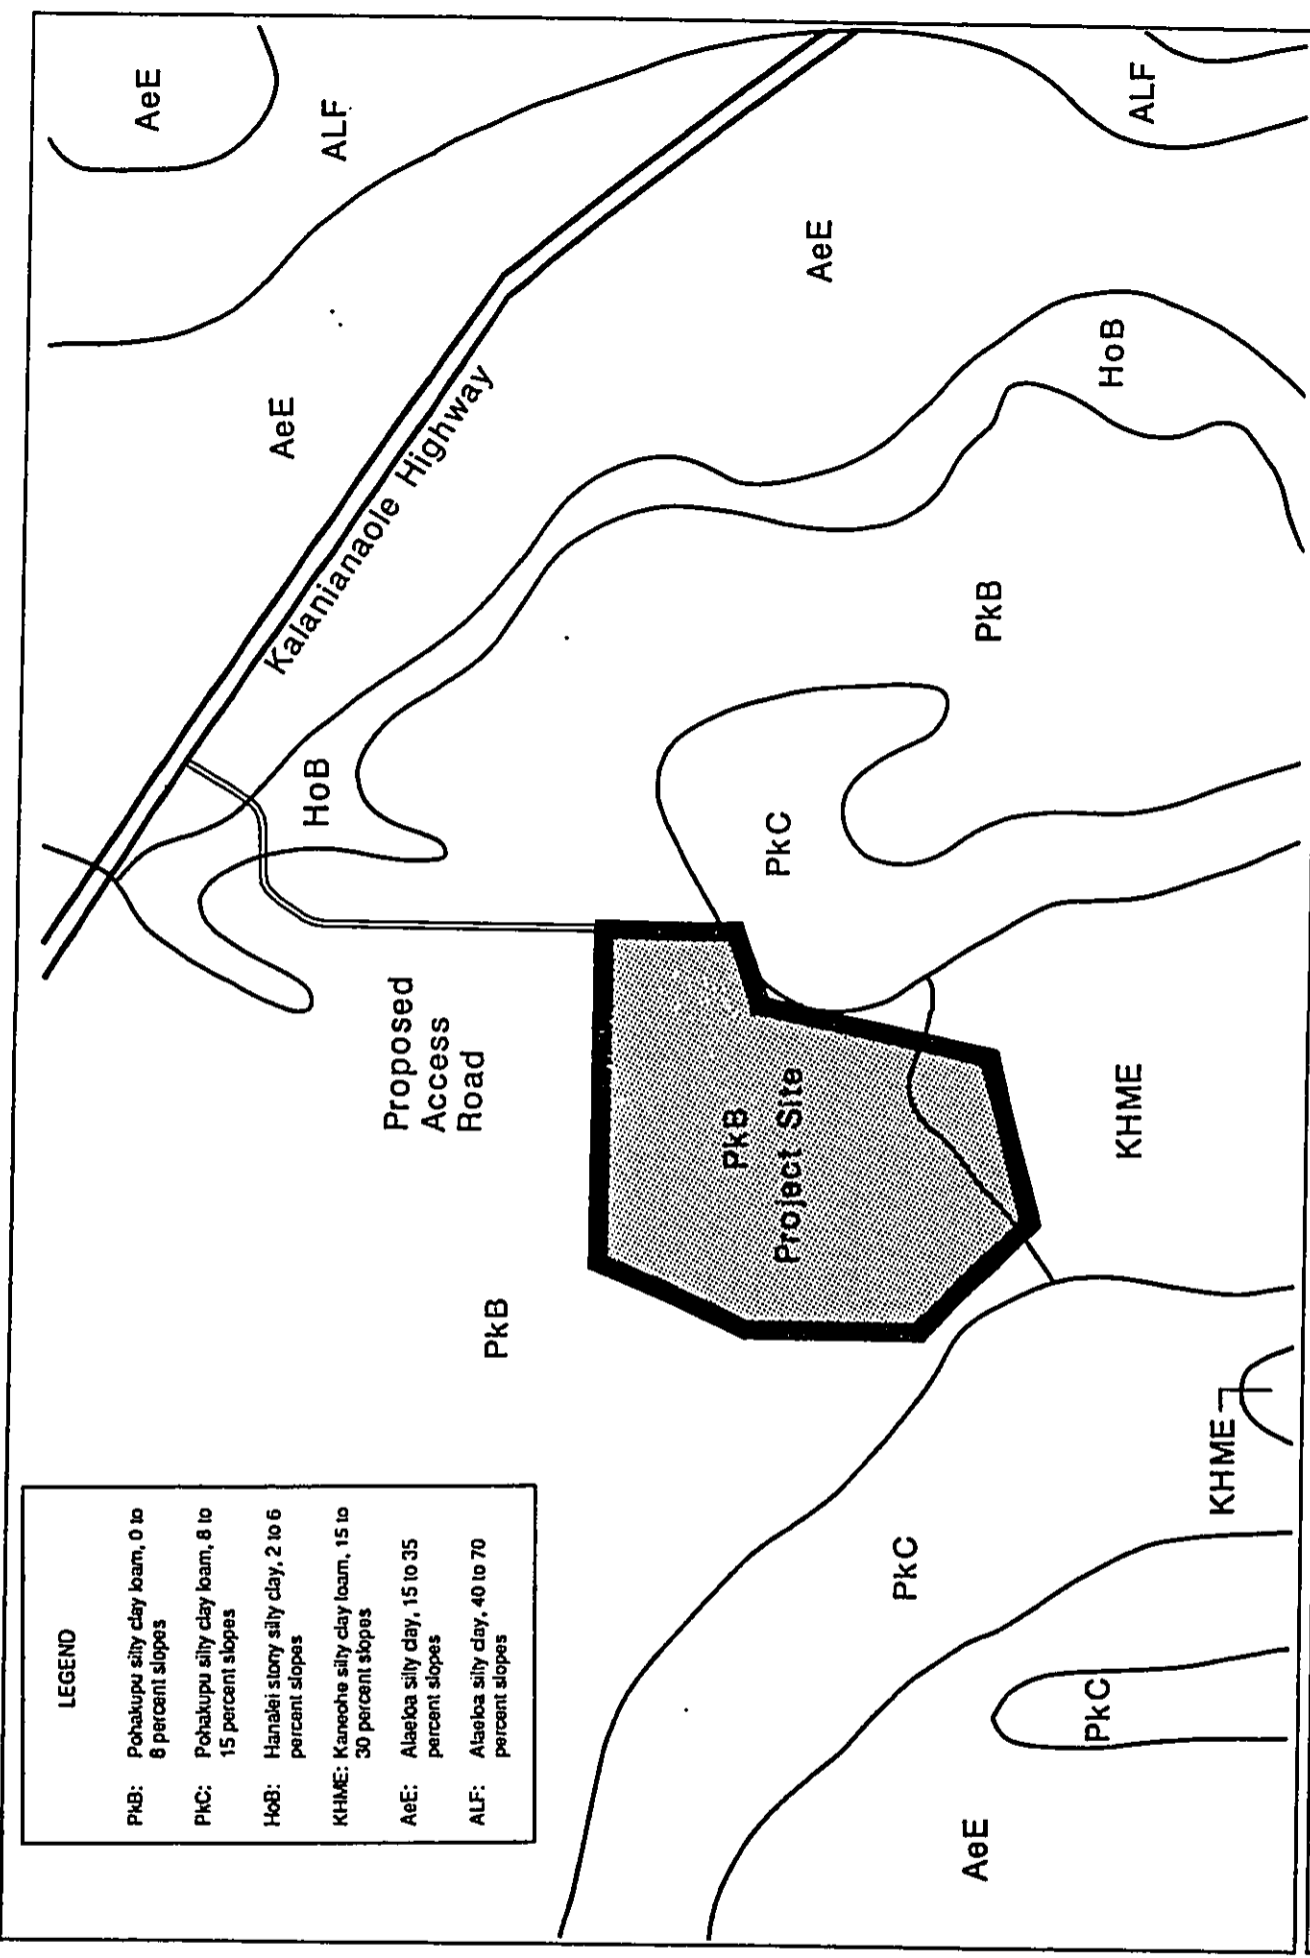 LEGEND
PkB: Pohakupu silty clay loam, 0 to
8 percent slopes
PkC: Pohakupu silty clay loam, 8 to
15 percent slopes
HoB: Hanalei stony silty clay, 2 to 6
percent slopes
KHME: Kaneohe silty clay loam, 15 to
30 percent slopes
AeE: Alaeloa silty clay, 15 to 35
percent slopes
ALF: Alaeloa silty clay, 40 to 70
percent slopes
AeE
ALF
AeE
HoB
Kalanianaole Highway
Proposed
Access
Road
PkB
PkB
Project Site
PkC
AeE
PkC
AeE
PkB
PkC
KHME
HoB
ALF
KHME